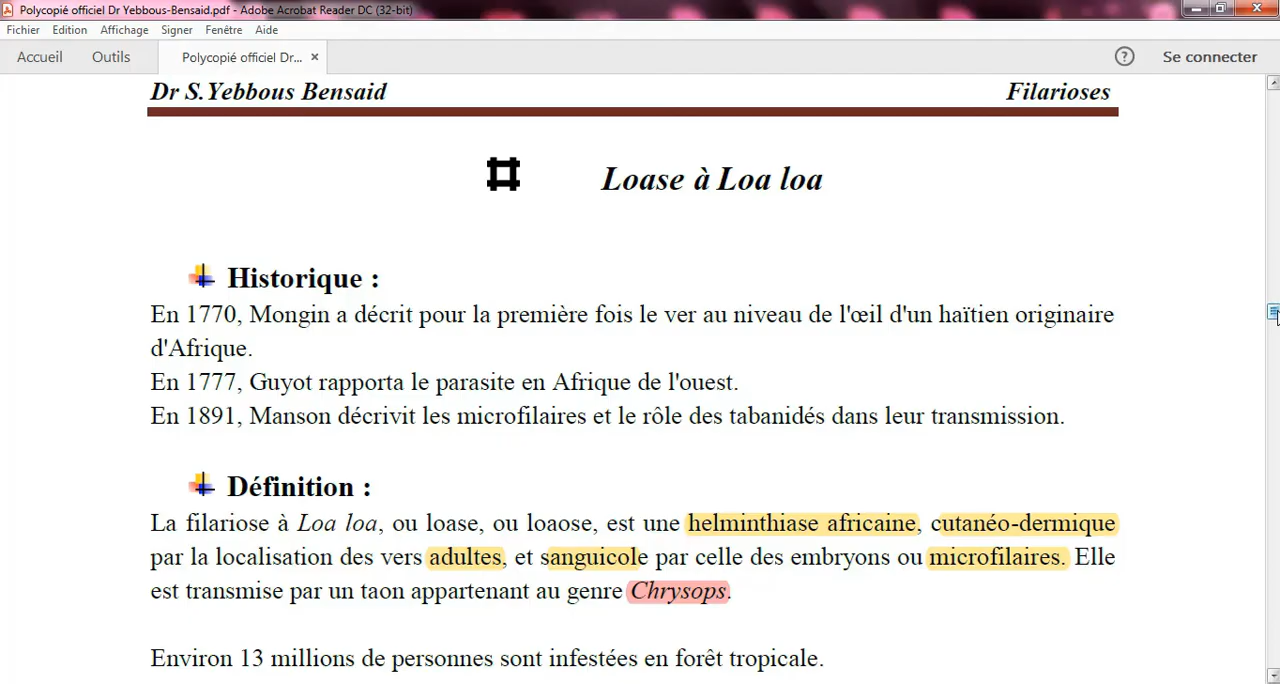 Polycopié officiel Dr Yebbous-Bensaid.pdf - Adobe Acrobat Reader DC (32-bit)
Fichier Edition Affichage Signer Fenêtre Aide
Accueil Outils Polycopié officiel Dr... × ? Se connecter
Dr S.Yebbous Bensaid Filarioses
Loase à Loa loa
Historique :
En 1770, Mongin a décrit pour la première fois le ver au niveau de l'œil d'un haïtien originaire
d'Afrique.
En 1777, Guyot rapporta le parasite en Afrique de l'ouest.
En 1891, Manson décrivit les microfilaires et le rôle des tabanidés dans leur transmission.
Définition :
La filariose à Loa loa, ou loase, ou loaose, est une helminthiase africaine, cutanéo-dermique
par la localisation des vers adultes, et sanguicole par celle des embryons ou microfilaires. Elle
est transmise par un taon appartenant au genre Chrysops.
Environ 13 millions de personnes sont infestées en forêt tropicale.